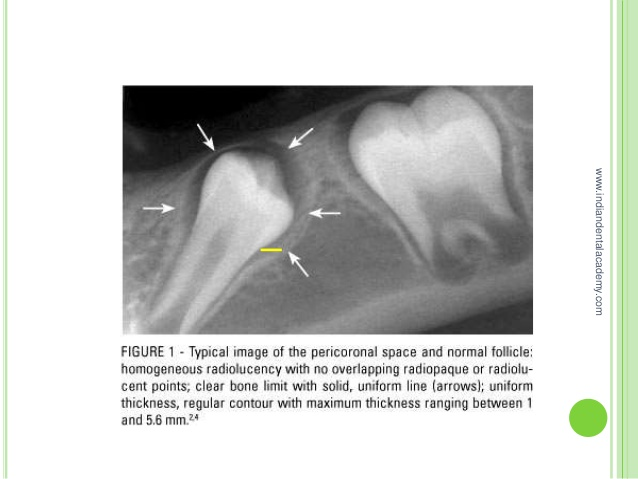 FIGURE 1 - Typical image of the pericoronal space and normal follicle:
homogeneous radiolucency with no overlapping radiopaque or radiolu-
cent points; clear bone limit with solid, uniform line (arrows); uniform
thickness, regular contour with maximum thickness ranging between 1
and 5.6 mm.2,4
www.indiandentalacademy.com